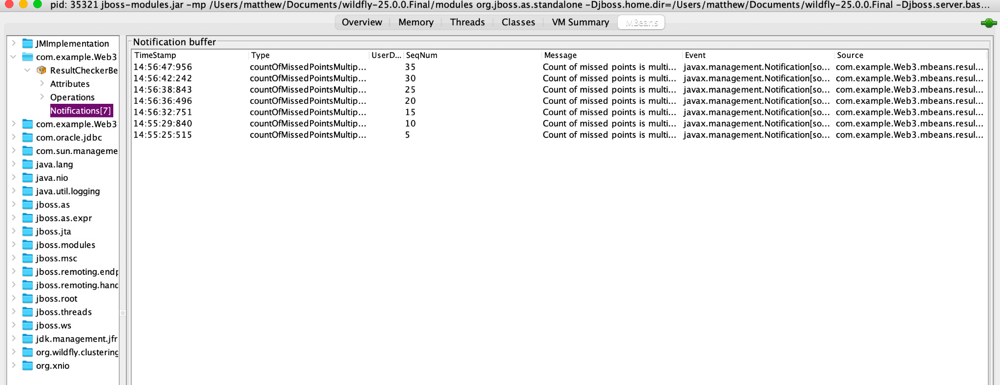 pid: 35321 jboss-modules.jar -mp /Users/matthew/Documents/wildfly-25.0.0.Final/modules org.jboss.as.standalone -Djboss.home.dir=/Users/matthew/Documents/wildfly-25.0.0.Final -Djboss.server.bas...
Overview Memory Threads Classes VM Summary MBeans
JMImplementation
com.example.Web3
ResultCheckerBe
Attributes
Operations
Notifications[7]
com.example.Web3
com.oracle.jdbc
com.sun.manageme
java.lang
java.nio
java.util.logging
jboss.as
jboss.as.expr
jboss.jta
jboss.modules
jboss.msc
jboss.remoting.endp
jboss.remoting.hand
jboss.root
jboss.threads
jboss.ws
jdk.management.jfr
org.wildfly.clustering
org.xnio
Notification buffer
TimeStamp Type UserD... SeqNum Message Event Source
14:56:47:956 countOfMissedPointsMultip... 35 Count of missed points is multi... javax.management.Notification[so... com.example.Web3.mbeans.resul...
14:56:42:242 countOfMissedPointsMultip... 30 Count of missed points is multi... javax.management.Notification[so... com.example.Web3.mbeans.resul...
14:56:38:843 countOfMissedPointsMultip... 25 Count of missed points is multi... javax.management.Notification[so... com.example.Web3.mbeans.resul...
14:56:36:496 countOfMissedPointsMultip... 20 Count of missed points is multi... javax.management.Notification[so... com.example.Web3.mbeans.resul...
14:56:32:751 countOfMissedPointsMultip... 15 Count of missed points is multi... javax.management.Notification[so... com.example.Web3.mbeans.resul...
14:55:29:840 countOfMissedPointsMultip... 10 Count of missed points is multi... javax.management.Notification[so... com.example.Web3.mbeans.resul...
14:55:25:515 countOfMissedPointsMultip... 5 Count of missed points is multi... javax.management.Notification[so... com.example.Web3.mbeans.resul...